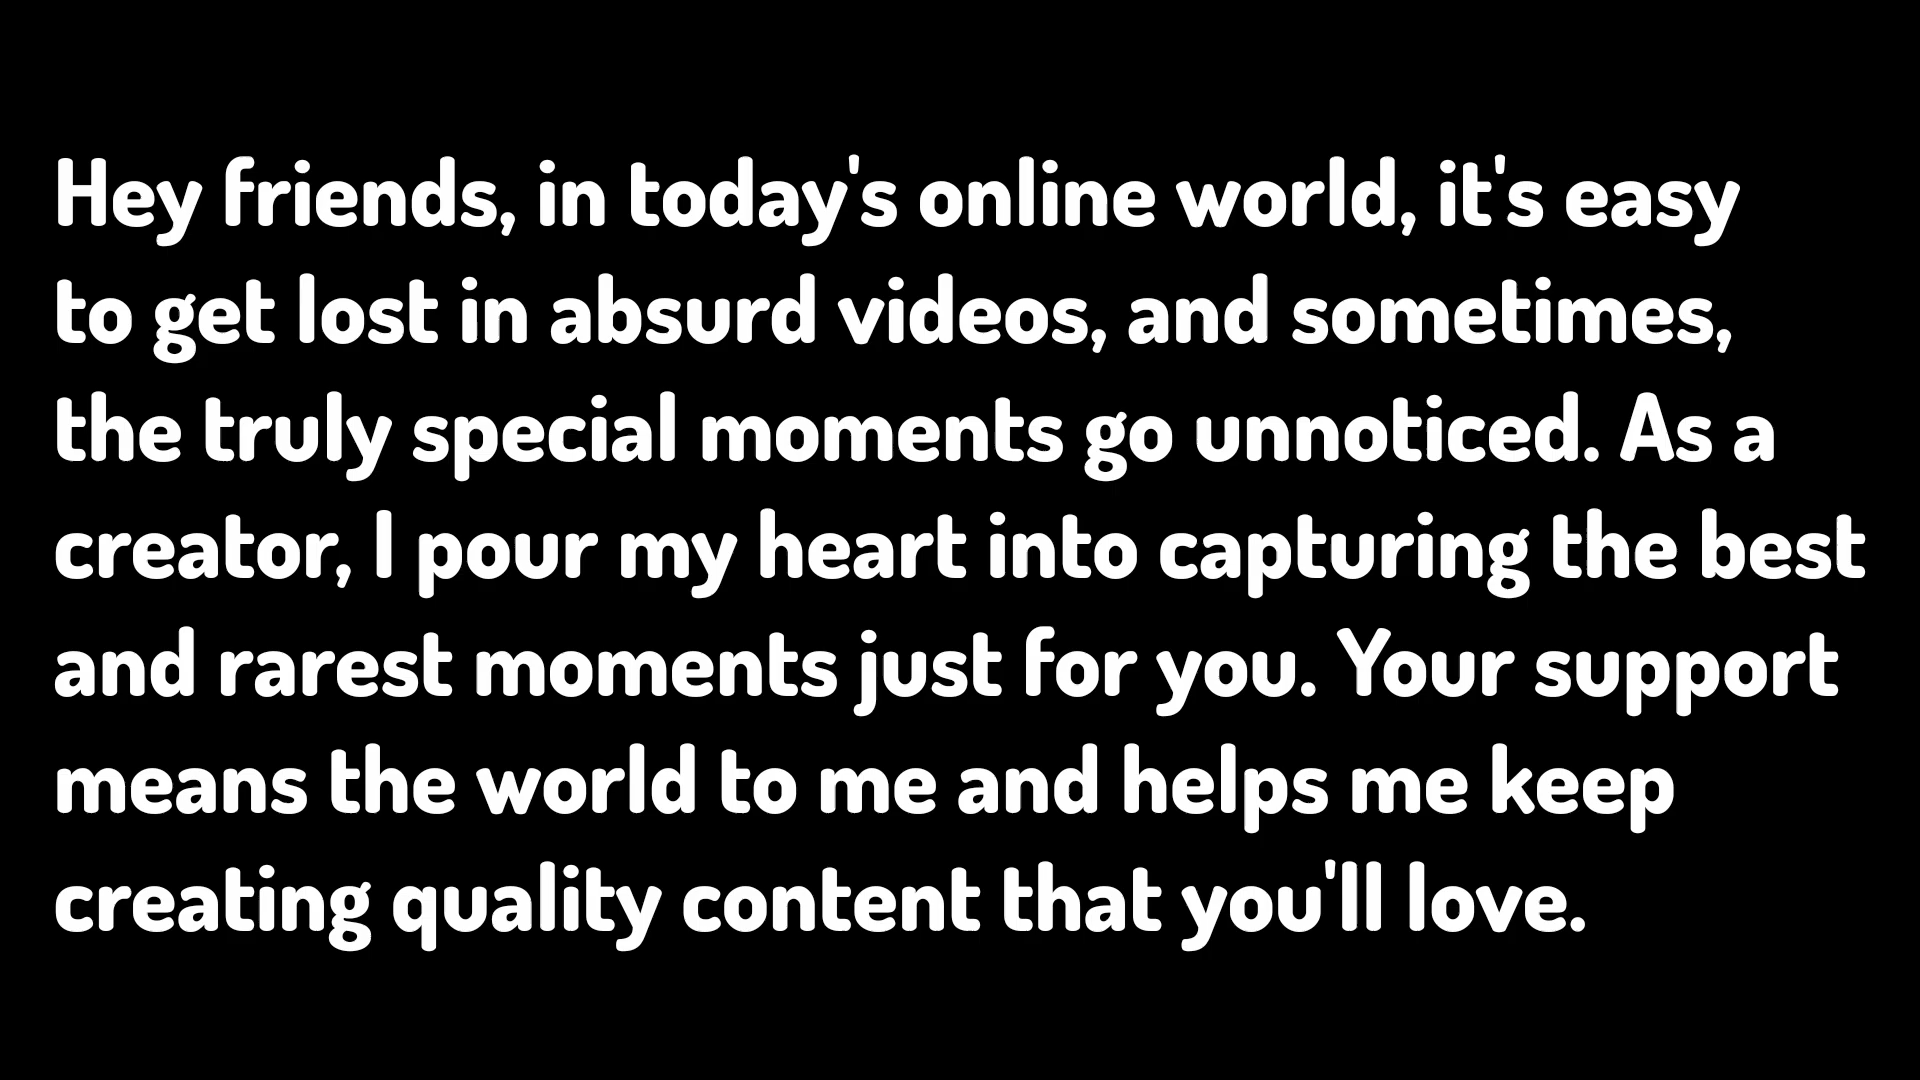 Hey friends, in today's online world, it's easy
to get lost in absurd videos, and sometimes,
the truly special moments go unnoticed. As a
creator, I pour my heart into capturing the best
and rarest moments just for you. Your support
means the world to me and helps me keep
creating quality content that you'll love.